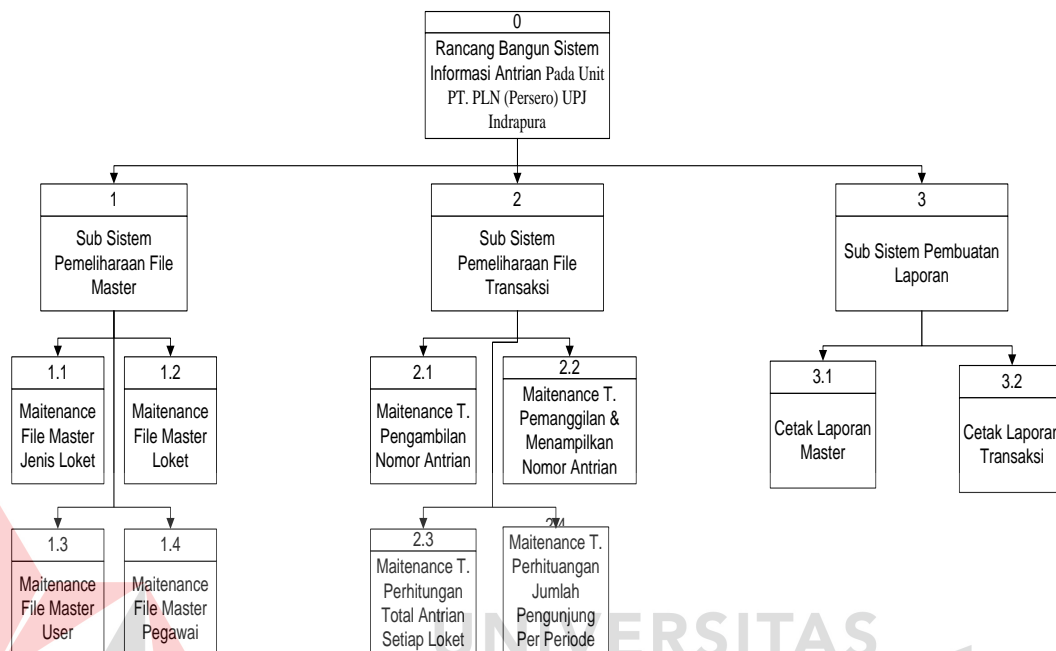 0
Rancang Bangun Sistem
Informasi Antrian Pada Unit
PT. PLN (Persero) UPJ
Indrapura
1
Sub Sistem
Pemeliharaan File
Master
2
Sub Sistem
Pemeliharaan File
Transaksi
3
Sub Sistem Pembuatan
Laporan
1.1
Maitenance
File Master
Jenis Loket
1.2
Maitenance
File Master
Loket
2.1
Maitenance T.
Pengambilan
Nomor Antrian
2.2
Maitenance T.
Pemanggilan &
Menampilkan
Nomor Antrian
3.1
Cetak Laporan
Master
3.2
Cetak Laporan
Transaksi
1.3
Maitenance
File Master
User
1.4
Maitenance
File Master
Pegawai
2.3
Maitenance T.
Perhitungan
Total Antrian
Setiap Loket
2.4
Maitenance T.
Perhituangan
Jumlah
Pengunjung
Per Periode
UNIVERSITAS